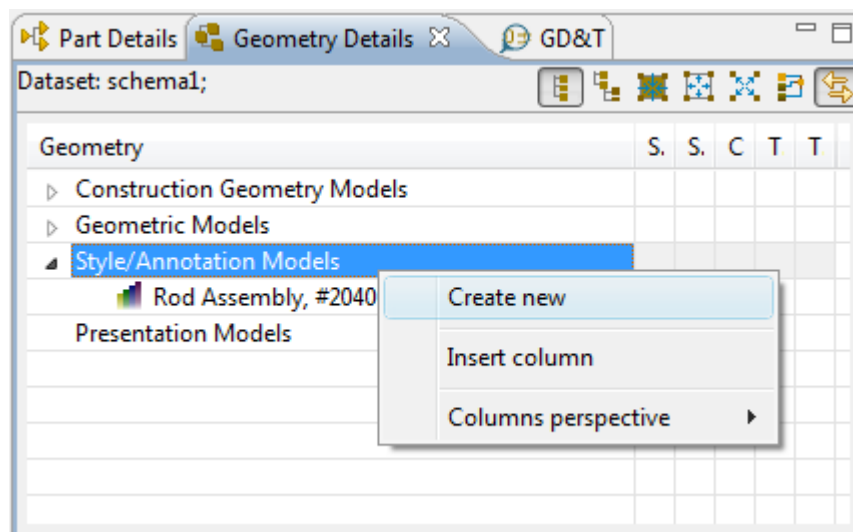 Part Details Geometry Details GD&T
Dataset: schema1;
Geometry S. S. C T T
Construction Geometry Models
Geometric Models
Style/Annotation Models
Rod Assembly, #2040
Create new
Presentation Models
Insert column
Columns perspective